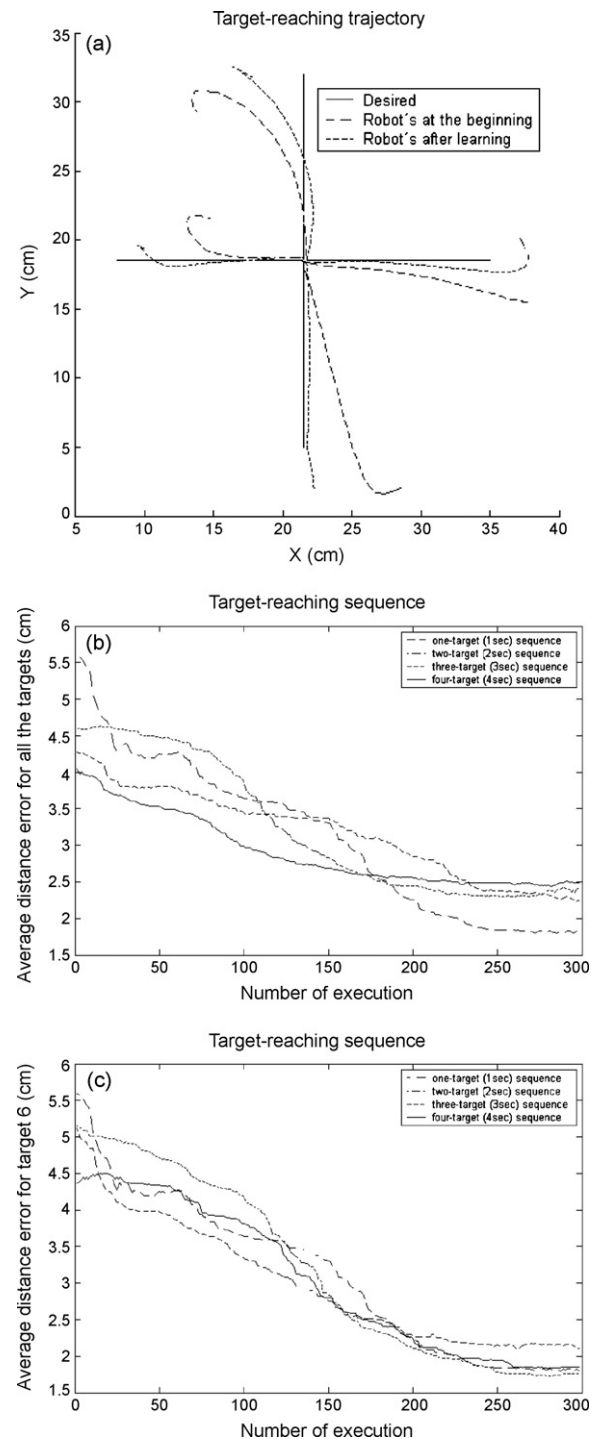 Target-reaching trajectory
(a)
35
30
25
20
15
10
5
0
Y (cm)
Desired
Robot´s at the beginning
Robot´s after learning
5 10 15 20 25 30 35 40
X (cm)
Target-reaching sequence
(b)
6
5.5
5
4.5
4
3.5
3
2.5
2
1.5
Average distance error for all the targets (cm)
one-target (1sec) sequence
two-target (2sec) sequence
three-target (3sec) sequence
four-target (4sec) sequence
0 50 100 150 200 250 300
Number of execution
Target-reaching sequence
(c)
6
5.5
5
4.5
4
3.5
3
2.5
2
1.5
Average distance error for target 6 (cm)
one-target (1sec) sequence
two-target (2sec) sequence
three-target (3sec) sequence
four-target (4sec) sequence
0 50 100 150 200 250 300
Number of execution